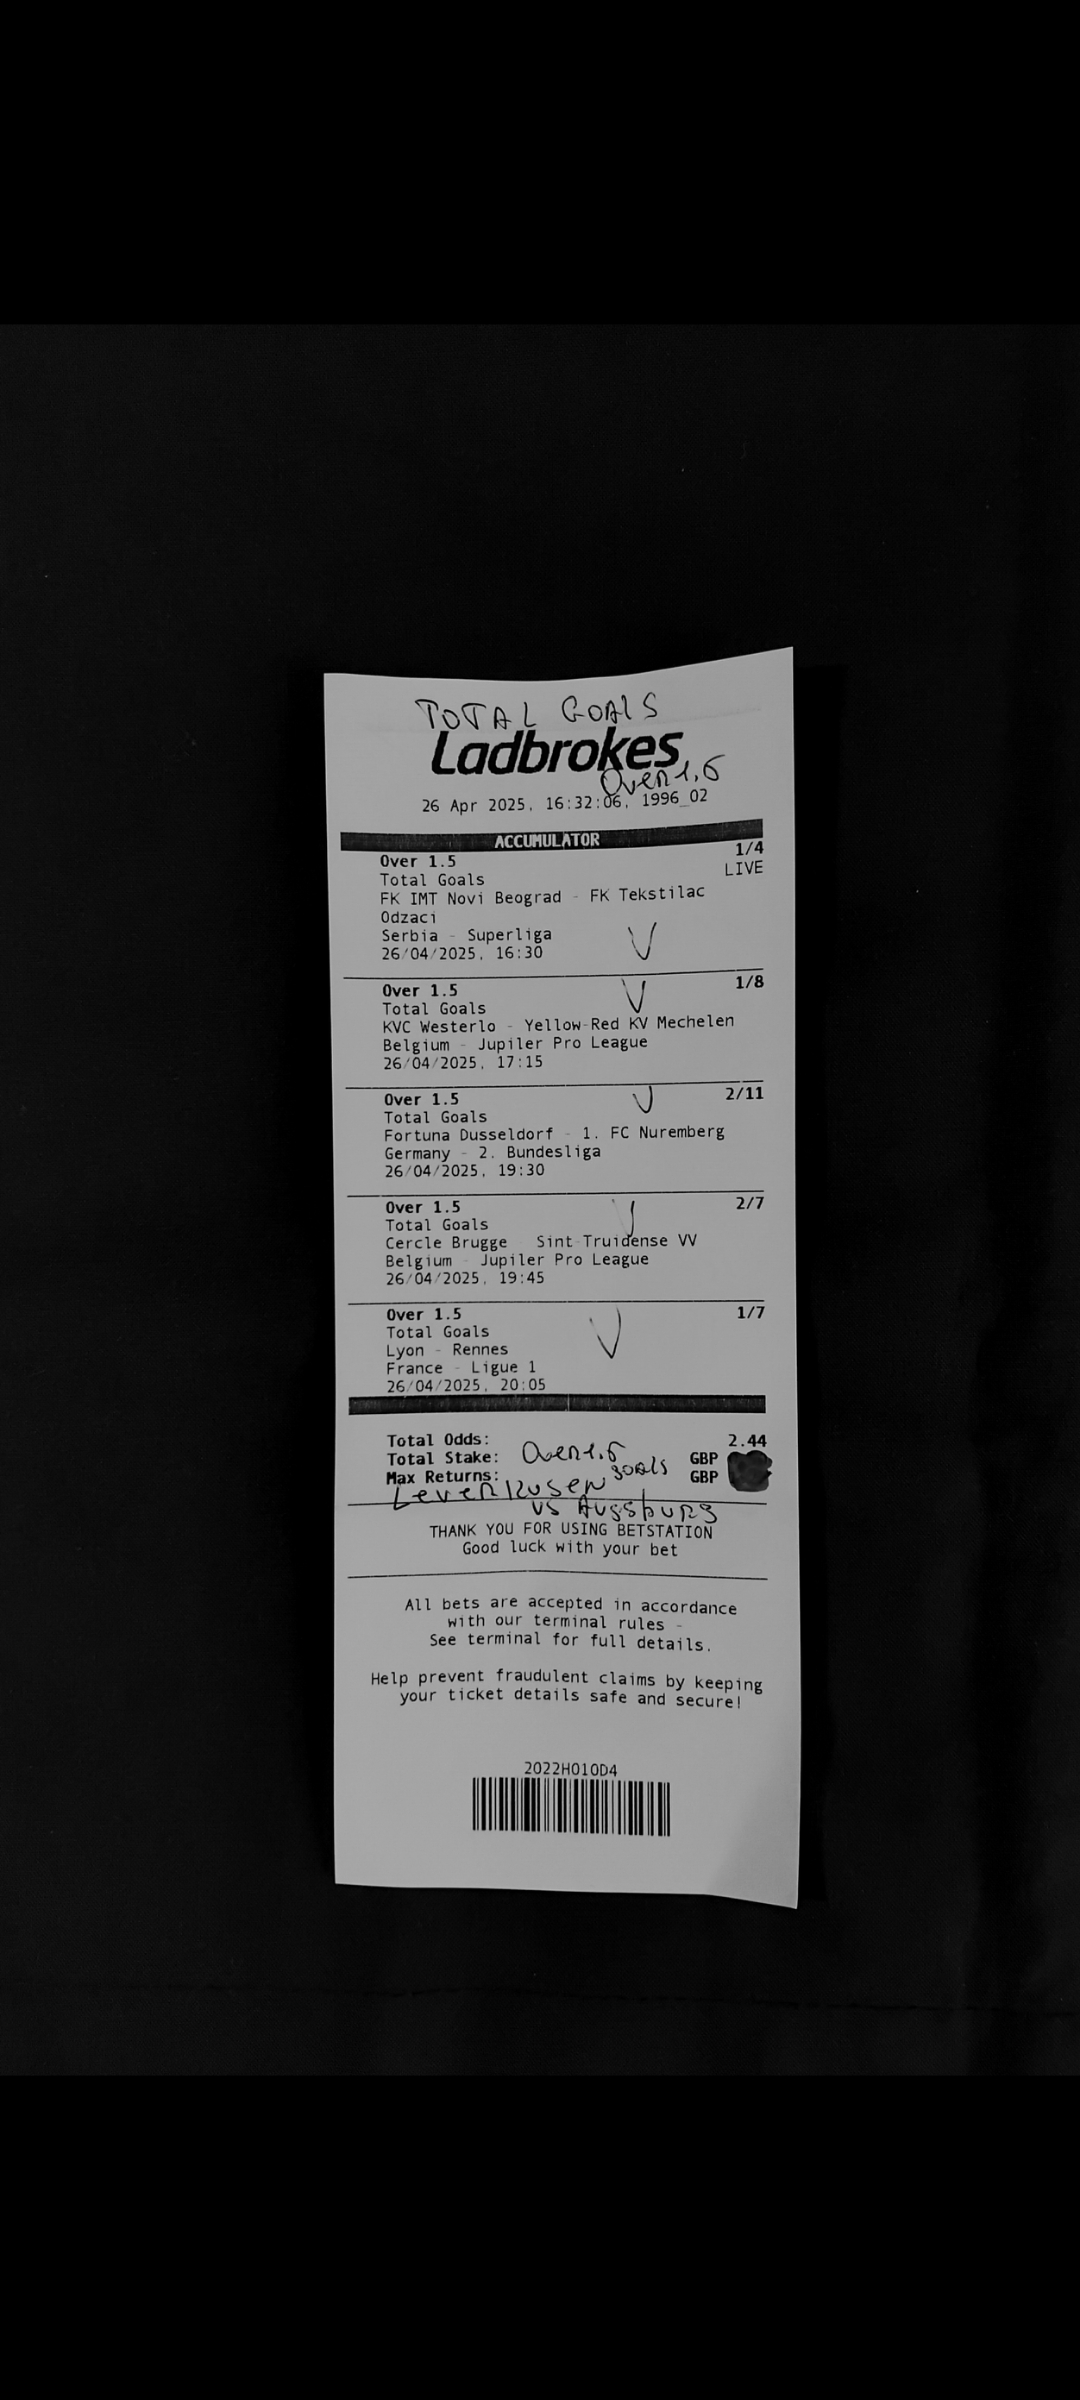 TOTAL GOALS
Ladbrokes
Over 1,5
26 Apr 2025, 16:32:06, 1996_02
ACCUMULATOR
Over 1.5 1/4
Total Goals LIVE
FK IMT Novi Beograd - FK Tekstilac
Odzaci
Serbia - Superliga
26/04/2025, 16:30
Over 1.5 1/8
Total Goals
KVC Westerlo - Yellow-Red KV Mechelen
Belgium - Jupiler Pro League
26/04/2025, 17:15
Over 1.5 2/11
Total Goals
Fortuna Dusseldorf - 1. FC Nuremberg
Germany - 2. Bundesliga
26/04/2025, 19:30
Over 1.5 2/7
Total Goals
Cercle Brugge - Sint-Truidense VV
Belgium - Jupiler Pro League
26/04/2025, 19:45
Over 1.5 1/7
Total Goals
Lyon - Rennes
France - Ligue 1
26/04/2025, 20:05
Total Odds: 2.44
Total Stake: Over 1.5 GBP
Max Returns: goals GBP
Leverkusen
vs Augsburg
THANK YOU FOR USING BETSTATION
Good luck with your bet
All bets are accepted in accordance
with our terminal rules -
See terminal for full details.
Help prevent fraudulent claims by keeping
your ticket details safe and secure!
2022H010D4